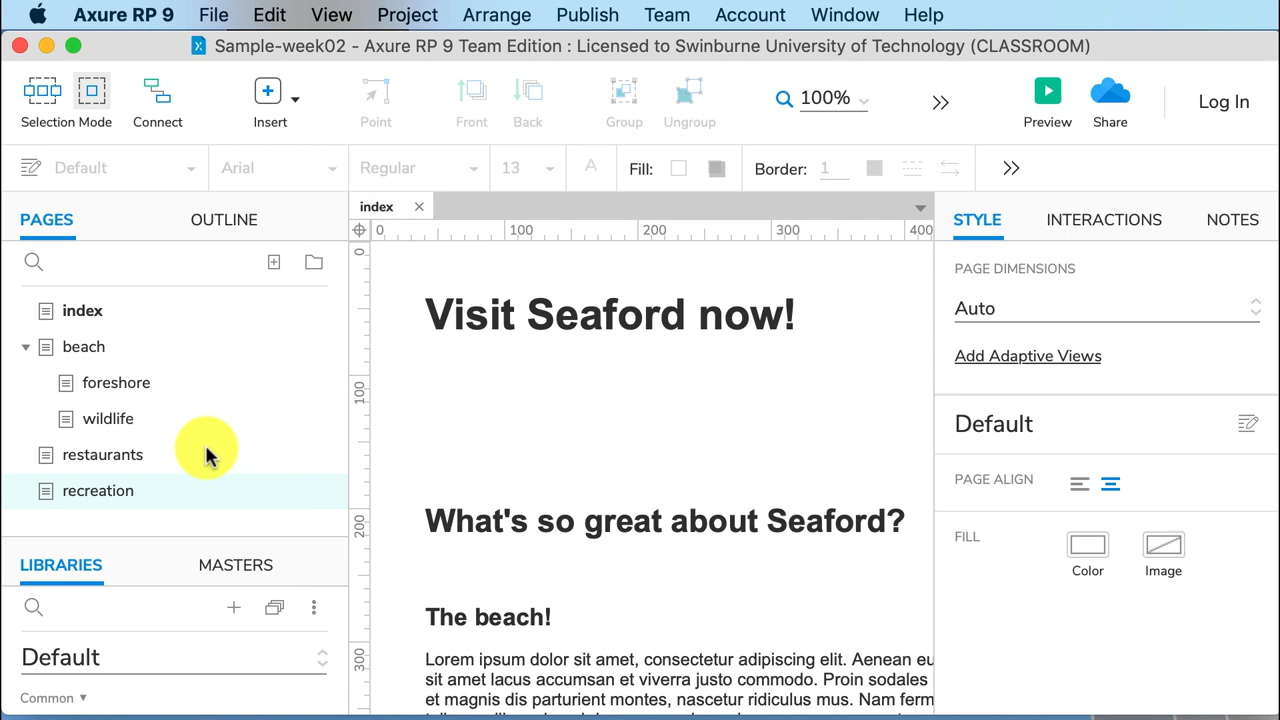 Axure RP 9 File Edit View Project Arrange Publish Team Account Window Help
Sample-week02 - Axure RP 9 Team Edition : Licensed to Swinburne University of Technology (CLASSROOM)
100%
Log In
Selection Mode Connect Insert Point Front Back Group Ungroup Preview Share
Default Arial Regular 13 A Fill: Border: 1
PAGES OUTLINE
index
STYLE INTERACTIONS NOTES
0 100 200 300 400
0
100
200
300
index
beach
foreshore
wildlife
restaurants
recreation
LIBRARIES MASTERS
Default
Common
Visit Seaford now!
What's so great about Seaford?
The beach!
Lorem ipsum dolor sit amet, consectetur adipiscing elit. Aenean eu
sit amet lacus accumsan et viverra justo commodo. Proin sodales
et magnis dis parturient montes, nascetur ridiculus mus. Nam ferm
PAGE DIMENSIONS
Auto
Add Adaptive Views
Default
PAGE ALIGN
FILL
Color Image